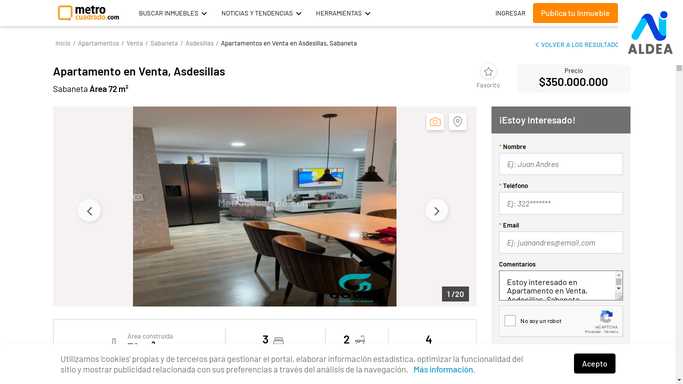 metro
cuadrado.com
BUSCAR INMUEBLES
NOTICIAS Y TENDENCIAS
HERRAMIENTAS
INGRESAR
Publica tu Inmueble
ALDEA
Inicio / Apartamentos / Venta / Sabaneta / Asdesillas / Apartamentos en Venta en Asdesillas, Sabaneta
VOLVER A LOS RESULTADO
Apartamento en Venta, Asdesillas
Sabaneta Área 72 m²
Favorito
Precio
$350.000.000
1 / 20
¡Estoy Interesado!
* Nombre
Ej: Juan Andres
* Teléfono
Ej: 322*******
* Email
Ej: juanandres@email.com
Comentarios
Estoy interesado en
Apartamento en Venta,
Asdesillas, Sabaneta
No soy un robot
reCAPTCHA
Privacidad - Términos
Área construida
3
2
4
Utilizamos 'cookies' propias y de terceros para gestionar el portal, elaborar información estadística, optimizar la funcionalidad del
sitio y mostrar publicidad relacionada con sus preferencias a través del análisis de la navegación. Más información.
Acepto